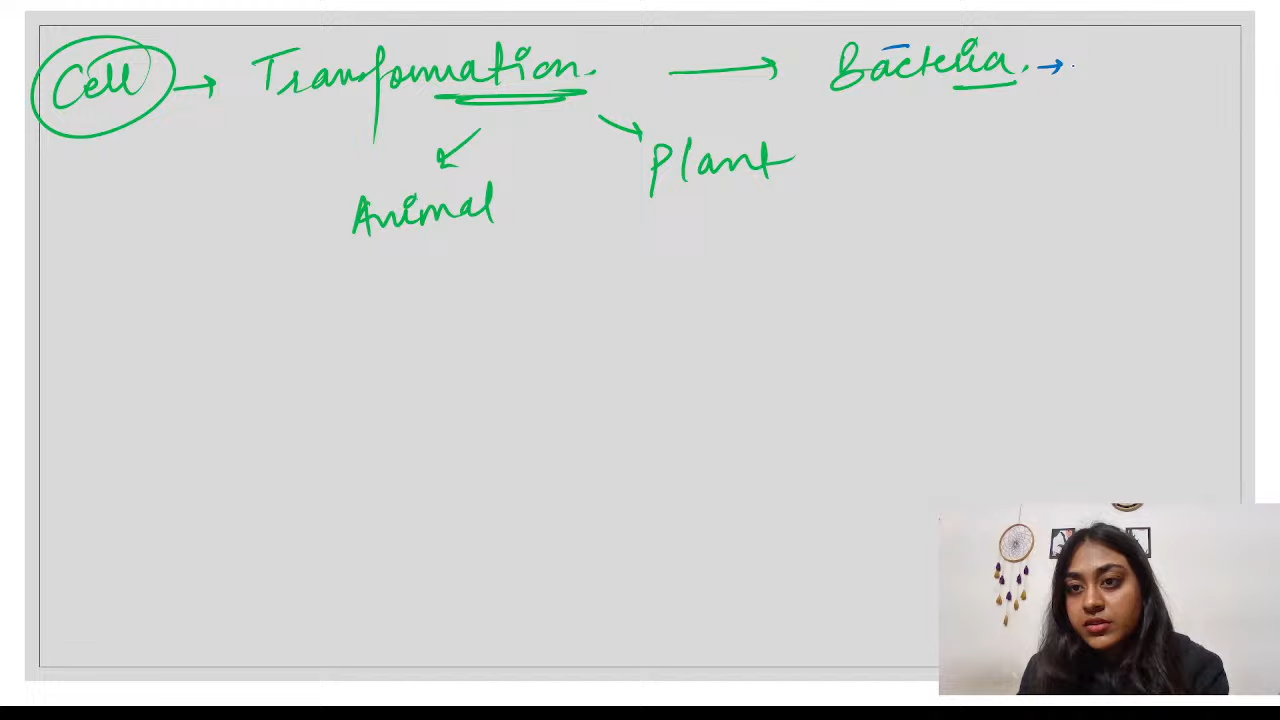 Cell → Transformation. → Bacteria. →
Plant
Animal